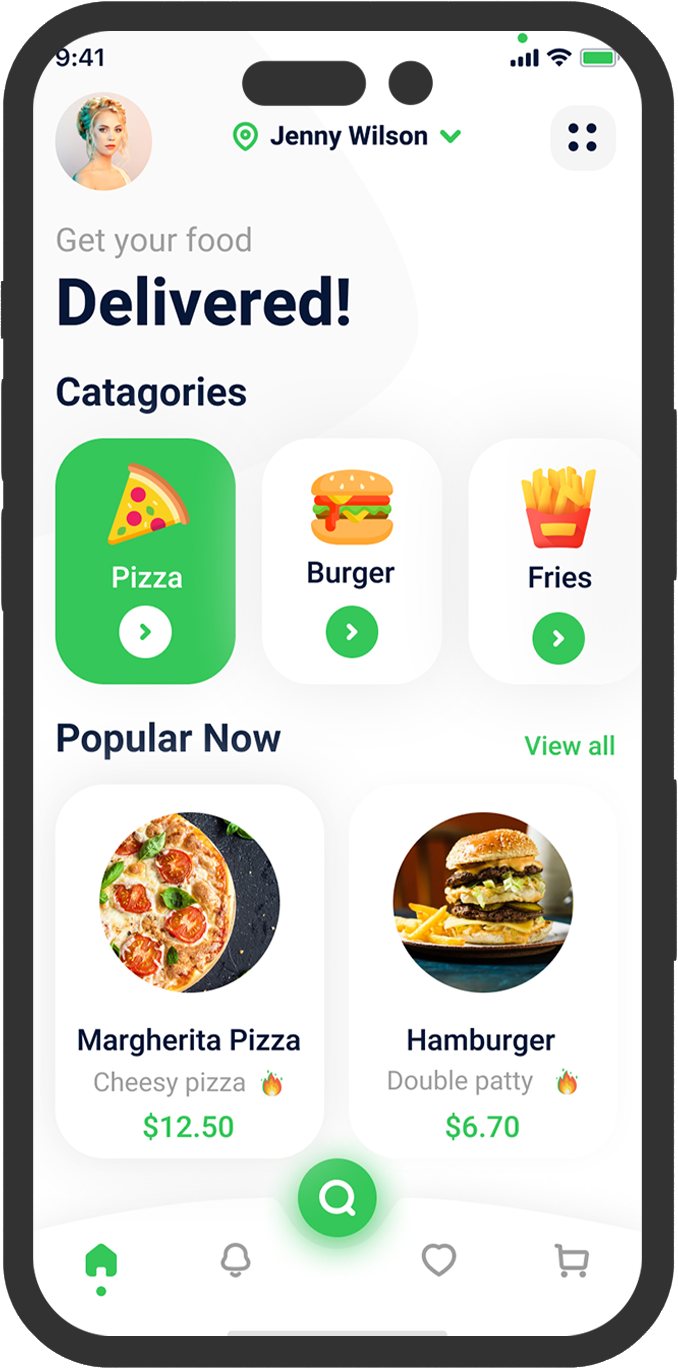 9:41
Jenny Wilson
Get your food
Delivered!
Catagories
Pizza
Burger
Fries
Popular Now
View all
Margherita Pizza
Hamburger
Cheesy pizza
Double patty
$12.50
$6.70